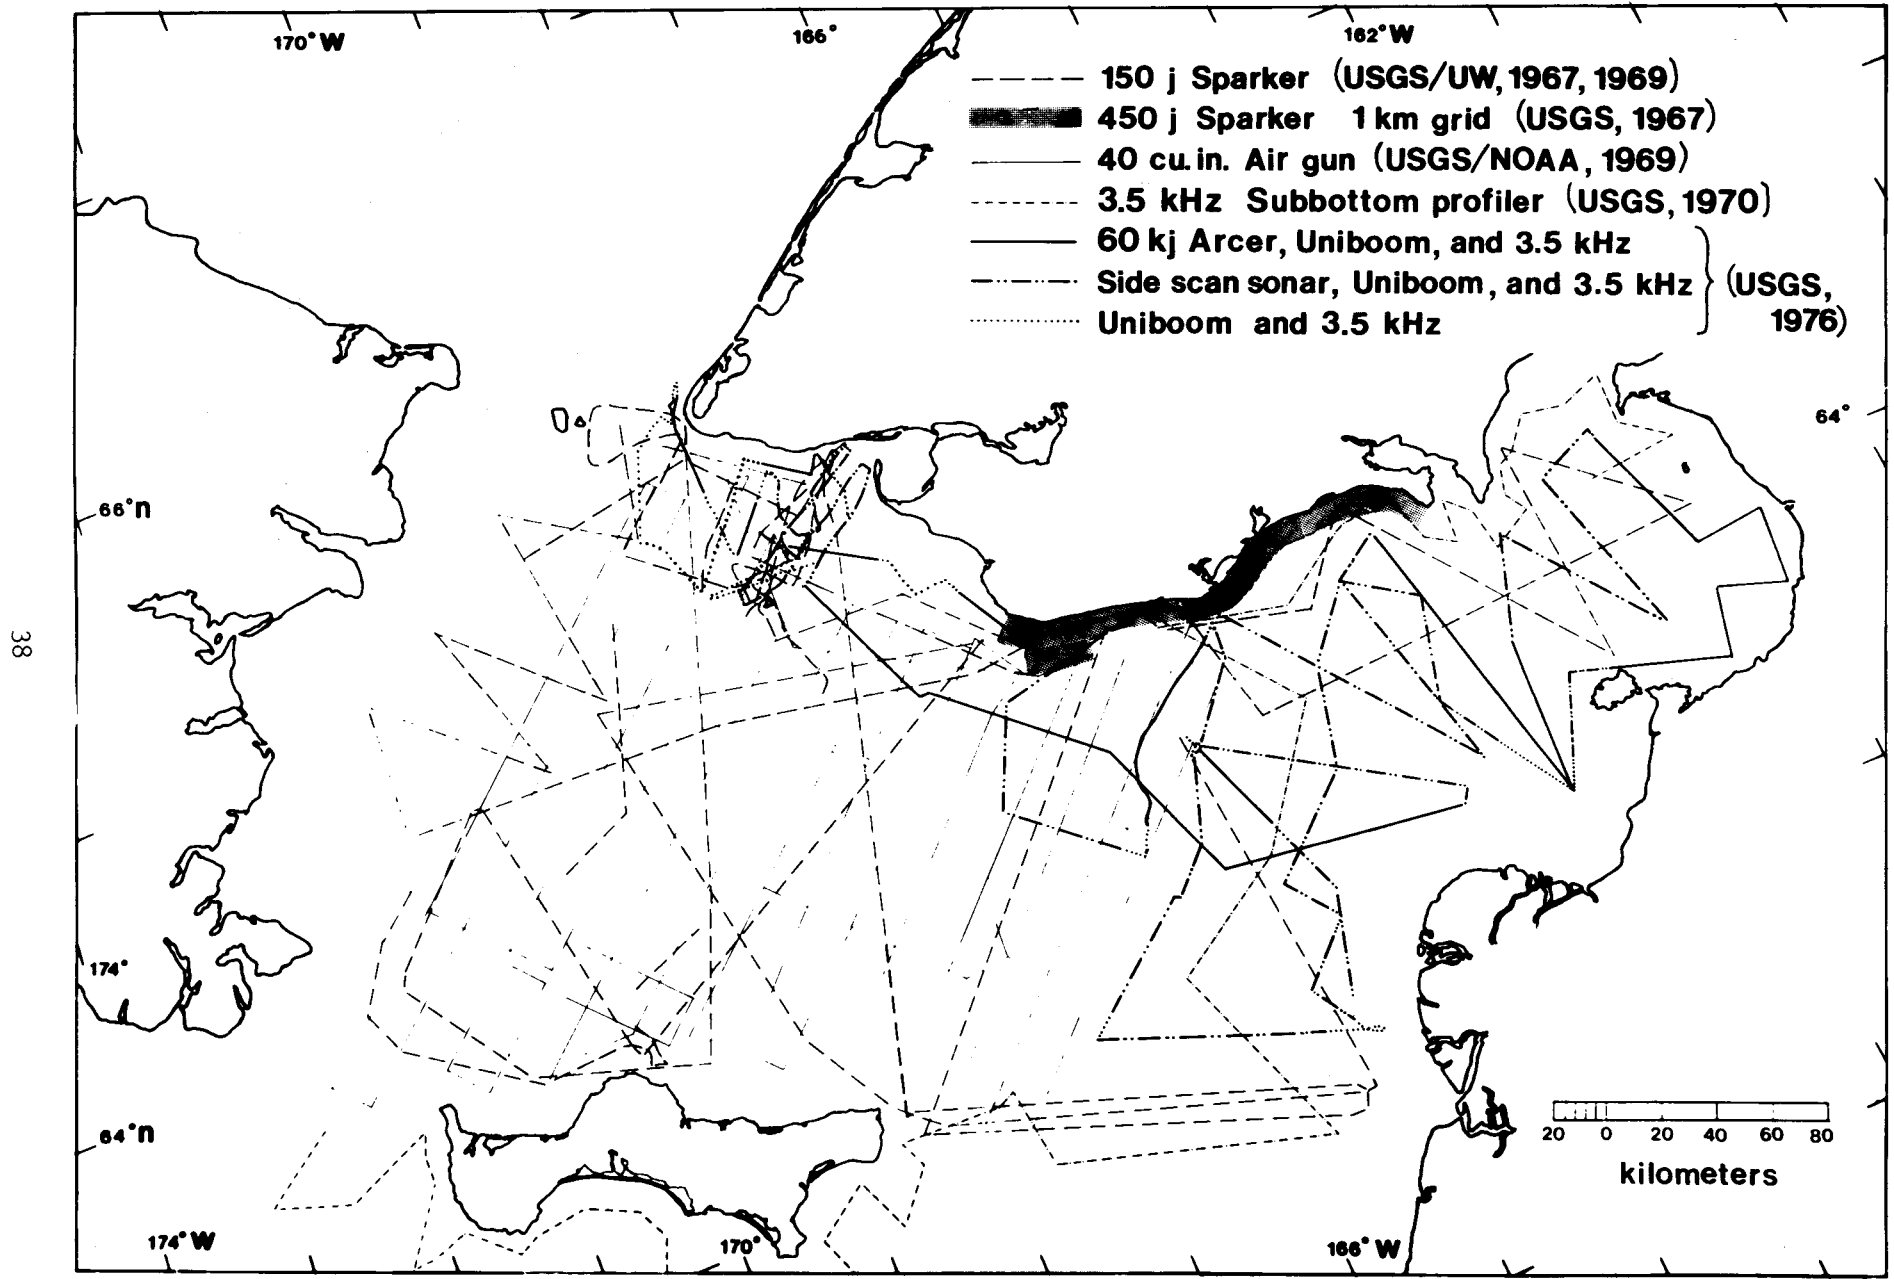 170°W
166°
162°W
150 j Sparker (USGS/UW, 1967, 1969)
450 j Sparker 1 km grid (USGS, 1967)
40 cu.in. Air gun (USGS/NOAA, 1969)
3.5 kHz Subbottom profiler (USGS, 1970)
60 kj Arcer, Uniboom, and 3.5 kHz
Side scan sonar, Uniboom, and 3.5 kHz
Uniboom and 3.5 kHz
(USGS,
1976)
64°
66°n
38
174°
64°n
20 0 20 40 60 80
kilometers
174°W
170°
166°W